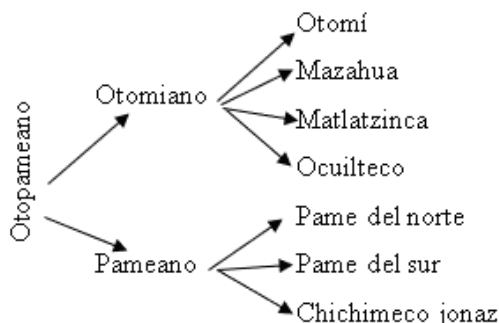 Otopameano
Otomiano
Otomí
Mazahua
Matlatzinca
Ocuilteco
Pameano
Pame del norte
Pame del sur
Chichimeco jonaz